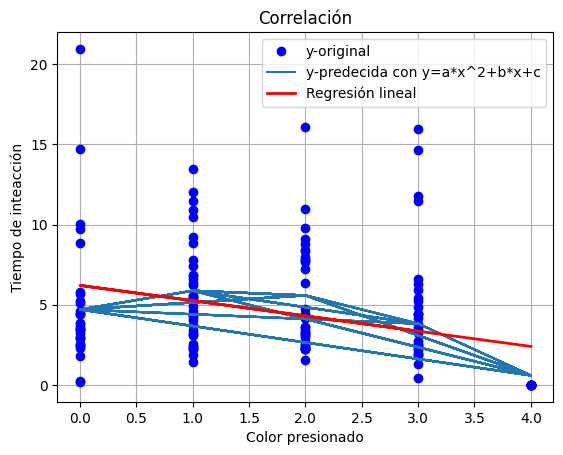 Correlación
y-original
y-predecida con y=a*x^2+b*x+c
Regresión lineal
Tiempo de inteacción
20
15
10
5
0
0.0 0.5 1.0 1.5 2.0 2.5 3.0 3.5 4.0
Color presionado